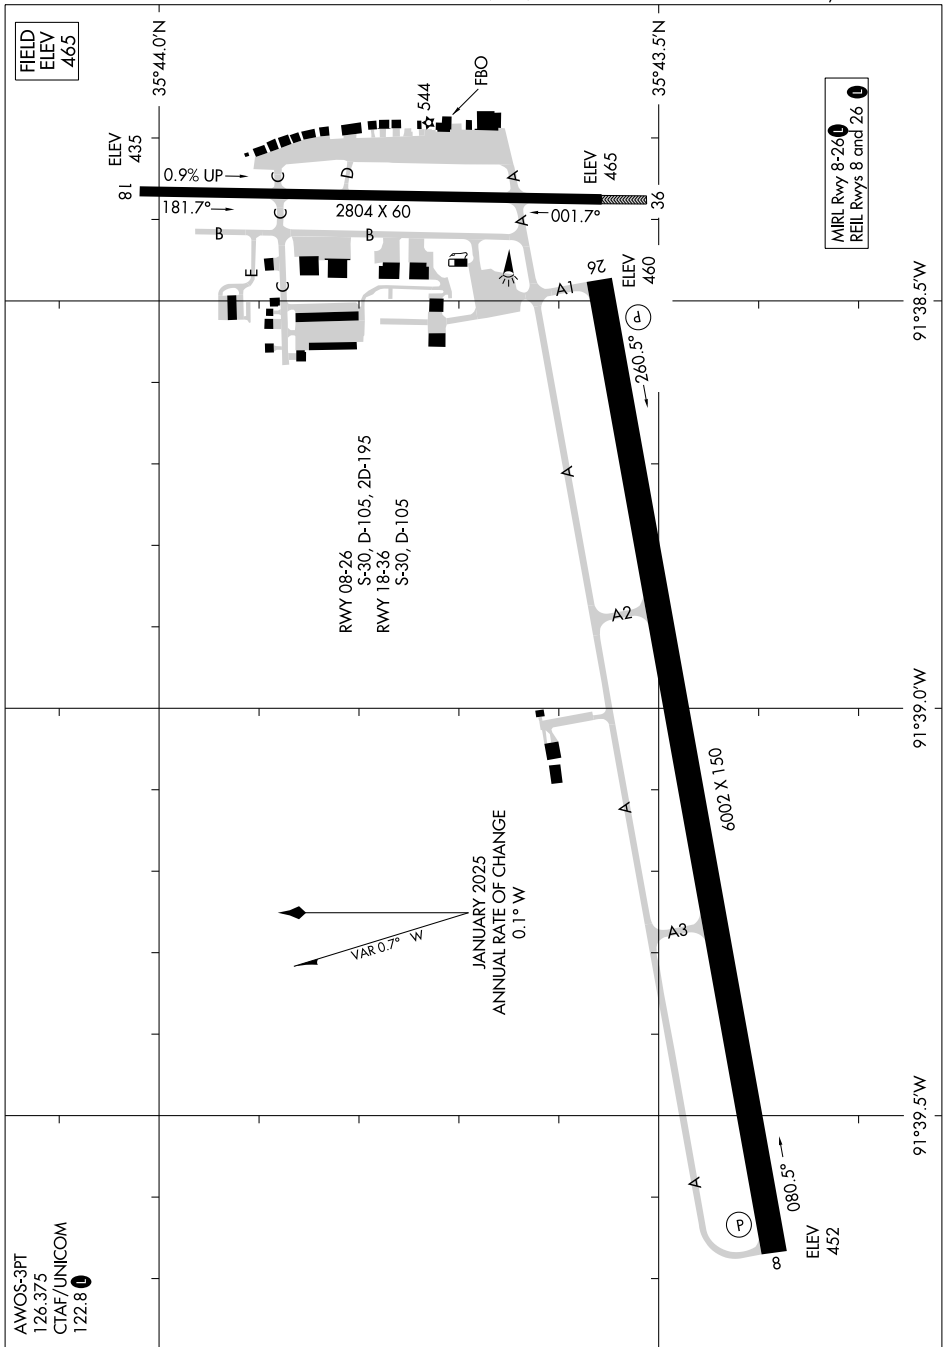 FIELD
ELEV
465
35°44.0'N
35°43.5'N
FBO
544
MIRL Rwy 8-26 L
REIL Rwys 8 and 26 L
ELEV
435
18
0.9% UP
181.7°
C
D
A
C
2804 X 60
A
001.7°
ELEV
465
36
B
B
E
C
26
ELEV
460
A1
P
260.5°
91°38.5'W
A
RWY 08-26
S-30, D-105, 2D-195
RWY 18-36
S-30, D-105
A2
91°39.0'W
6002 X 150
A
VAR 0.7° W
JANUARY 2025
ANNUAL RATE OF CHANGE
0.1° W
A3
91°39.5'W
A
080.5°
P
8
ELEV
452
AWOS-3PT
126.375
CTAF/UNICOM
122.8 L